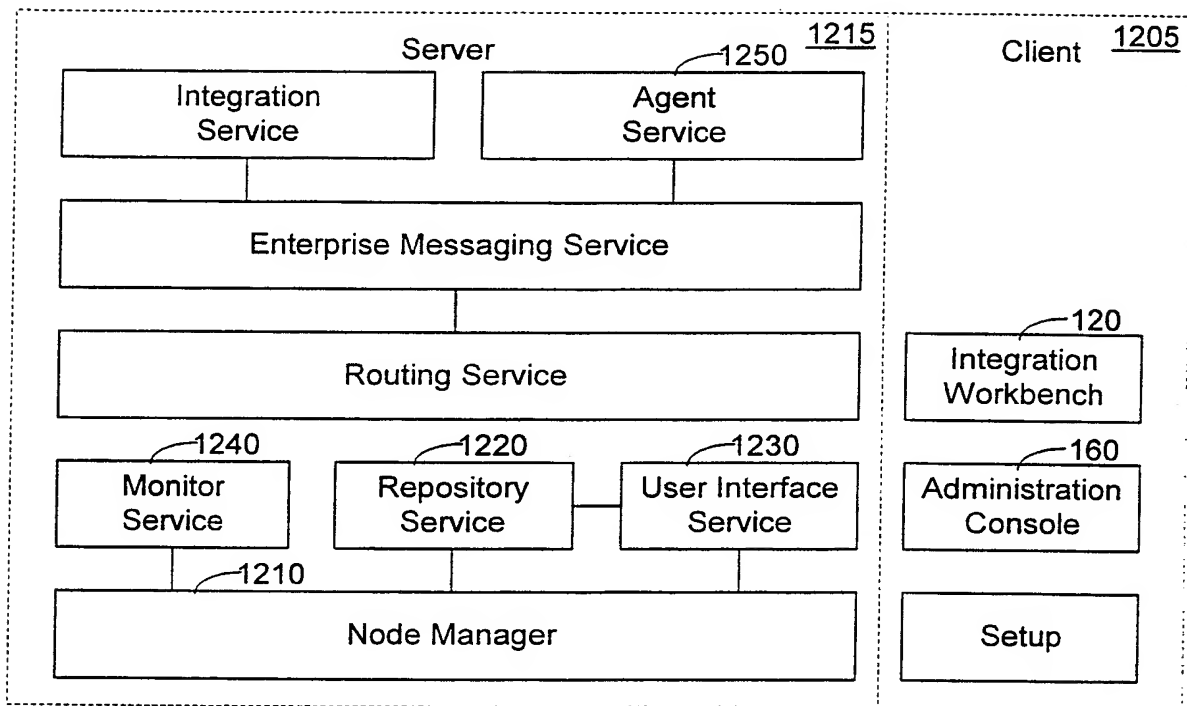 Server
1215
Client
1205
1250
Integration
Service
Agent
Service
Enterprise Messaging Service
Routing Service
120
Integration
Workbench
1240
1220
1230
160
Monitor
Service
Repository
Service
User Interface
Service
Administration
Console
1210
Node Manager
Setup